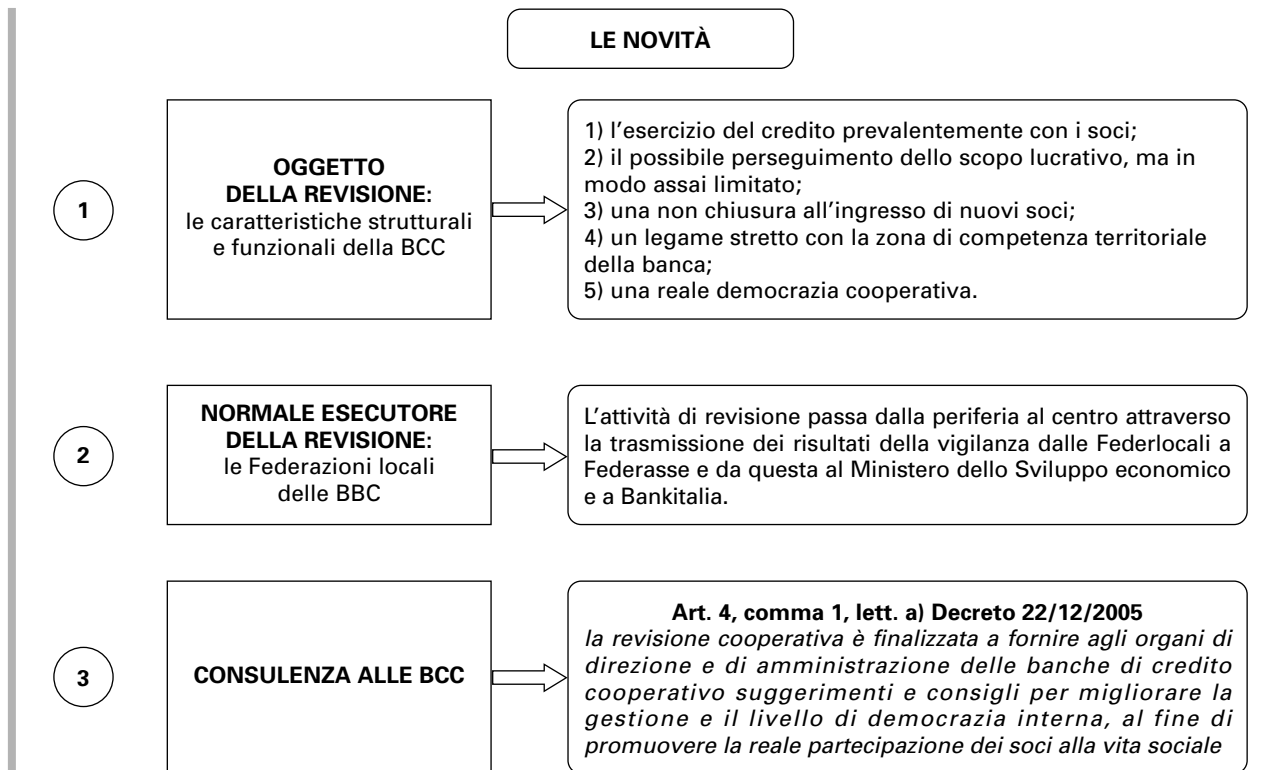 LE NOVITÀ
1
OGGETTO
DELLA REVISIONE:
le caratteristiche strutturali
e funzionali della BCC
1) l'esercizio del credito prevalentemente con i soci;
2) il possibile perseguimento dello scopo lucrativo, ma in
modo assai limitato;
3) una non chiusura all'ingresso di nuovi soci;
4) un legame stretto con la zona di competenza territoriale
della banca;
5) una reale democrazia cooperativa.
2
NORMALE ESECUTORE
DELLA REVISIONE:
le Federazioni locali
delle BBC
L'attività di revisione passa dalla periferia al centro attraverso
la trasmissione dei risultati della vigilanza dalle Federlocali a
Federasse e da questa al Ministero dello Sviluppo economico
e a Bankitalia.
3
CONSULENZA ALLE BCC
Art. 4, comma 1, lett. a) Decreto 22/12/2005
la revisione cooperativa è finalizzata a fornire agli organi di
direzione e di amministrazione delle banche di credito
cooperativo suggerimenti e consigli per migliorare la
gestione e il livello di democrazia interna, al fine di
promuovere la reale partecipazione dei soci alla vita sociale